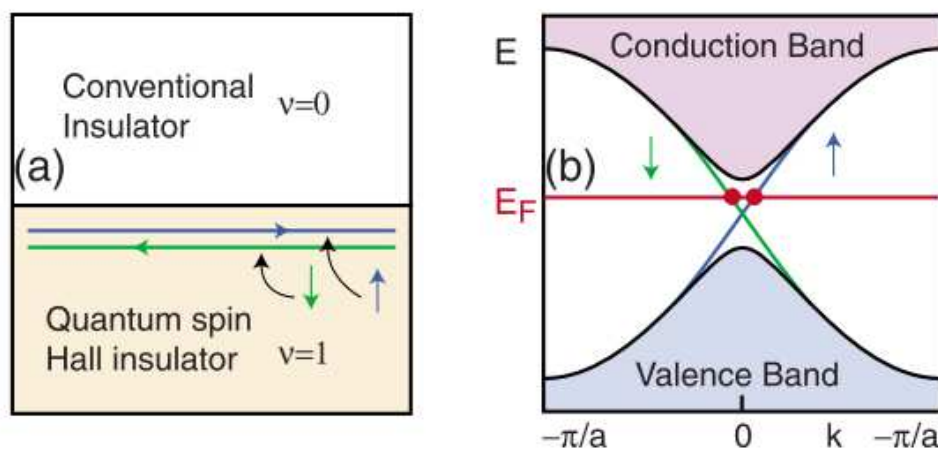 (a)
Conventional
Insulator ν=0
Quantum spin
Hall insulator ν=1
(b)
E
Conduction Band
E_F
Valence Band
−π/a 0 k −π/a